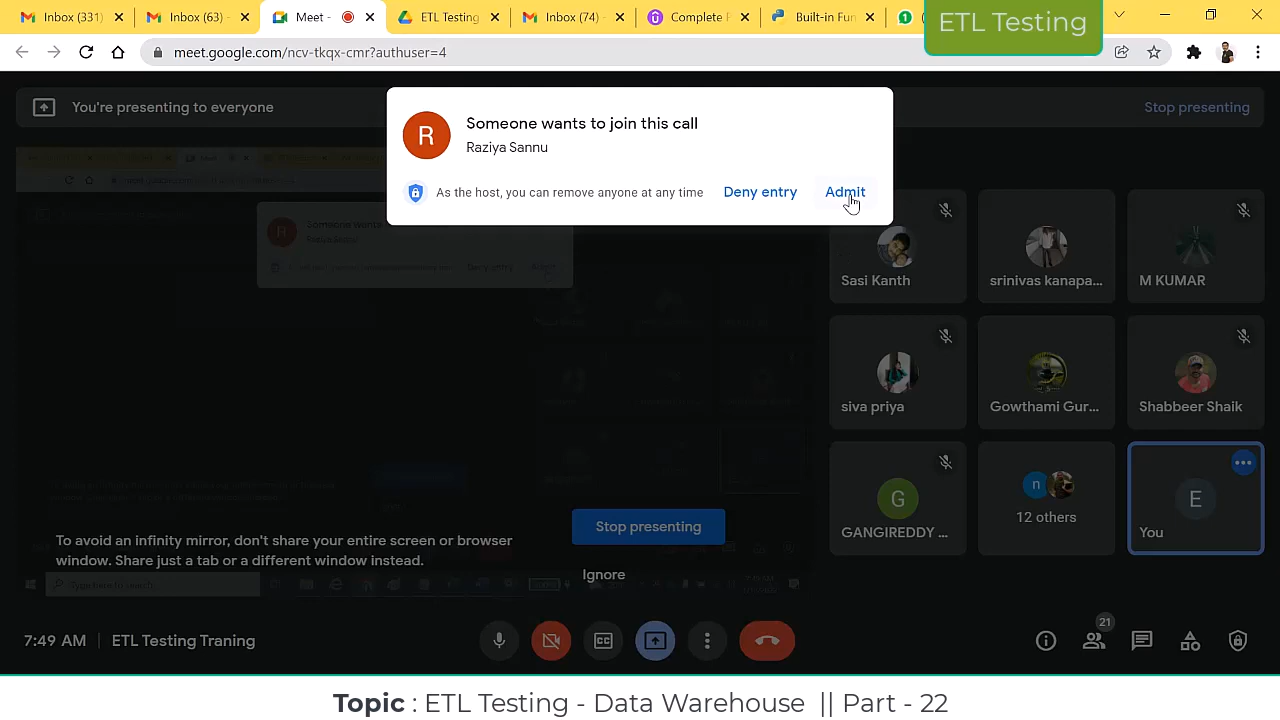 Inbox (331)
Inbox (63) -
Meet -
ETL Testing
Inbox (74) -
Complete
Built-in Fun
ETL Testing
meet.google.com/ncv-tkqx-cmr?authuser=4
You're presenting to everyone
Stop presenting
Someone wants to join this call
R
Raziya Sannu
As the host, you can remove anyone at any time
Deny entry
Admit
Sasi Kanth
srinivas kanapa...
M KUMAR
siva priya
Gowthami Gur...
Shabbeer Shaik
G
n
E
GANGIREDDY ...
12 others
You
Stop presenting
To avoid an infinity mirror, don't share your entire screen or browser
window. Share just a tab or a different window instead.
Ignore
7:49 AM
ETL Testing Traning
21
Topic : ETL Testing - Data Warehouse || Part - 22